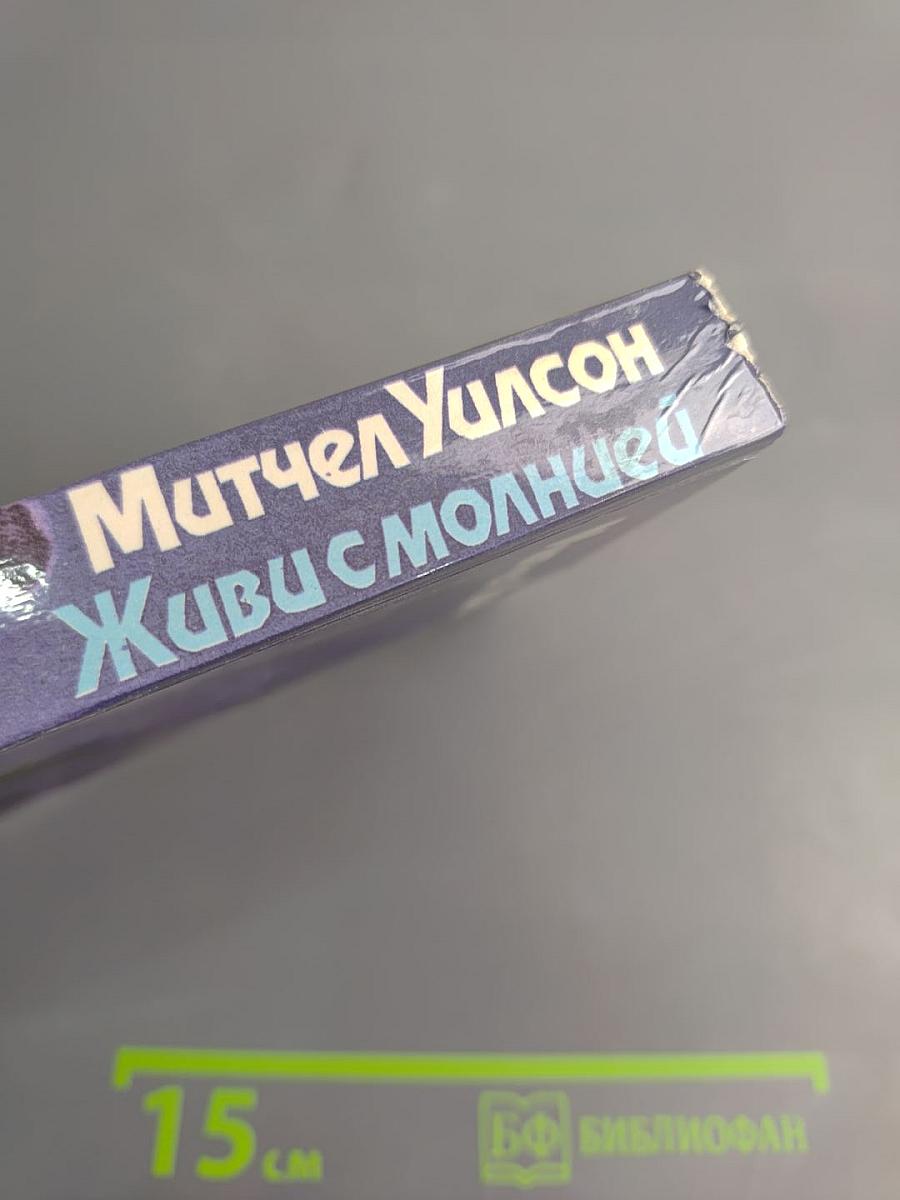 Митчел Уилсон
Живи с молнией
15 см
БФ БИБЛИОФАН